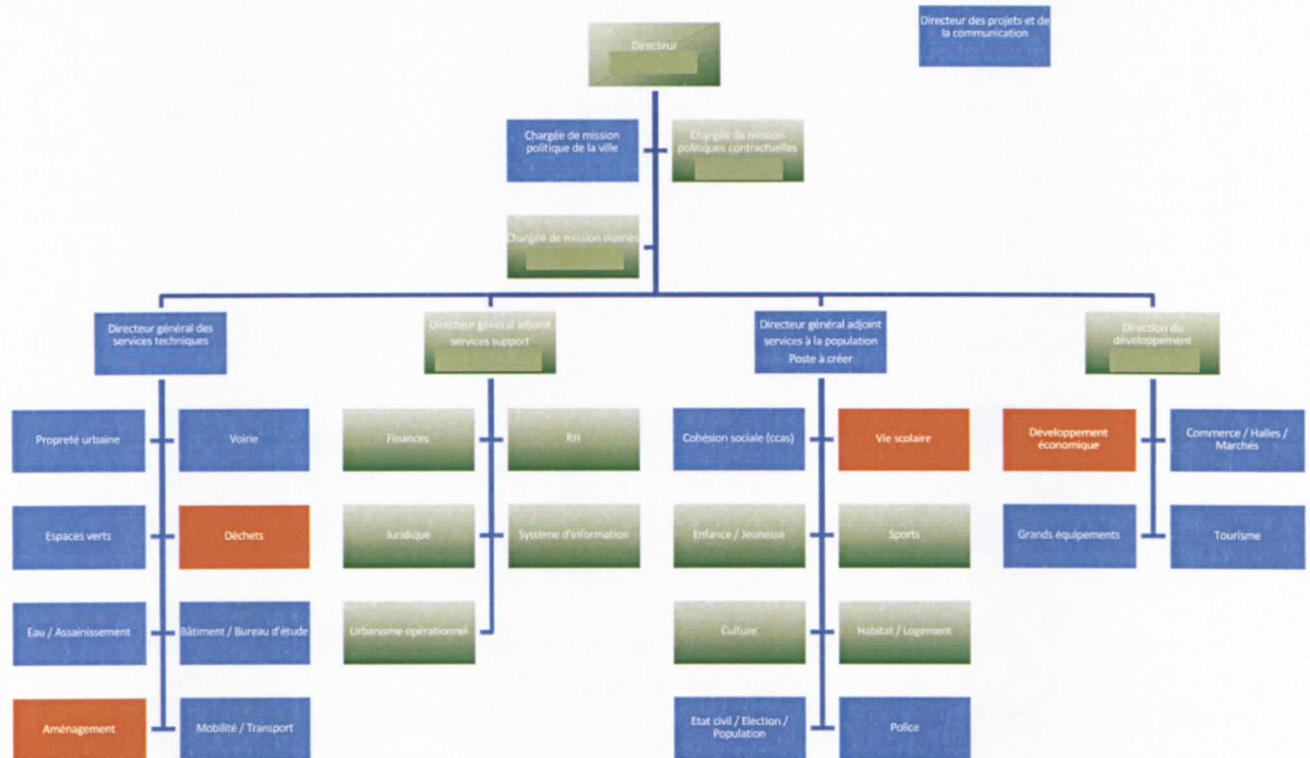 Directeur des projets et de
la communication
Directeur
Chargée de mission
politique de la ville
Chargée de mission
politiques contractuelles
Chargée de mission mairies
Directeur général des
services techniques
Directeur général adjoint
services support
Directeur général adjoint
services à la population
Poste à créer
Direction du
développement
Propreté urbaine
Voirie
Espaces verts
Déchets
Eau / Assainissement
Bâtiment / Bureau d'étude
Aménagement
Mobilité / Transport
Finances
RH
Juridique
Système d'information
Urbanisme opérationnel
Cohésion sociale (ccas)
Vie scolaire
Enfance / Jeunesse
Sports
Culture
Habitat / Logement
Etat civil / Election /
Population
Police
Développement
économique
Commerce / Halles /
Marchés
Grands équipements
Tourisme